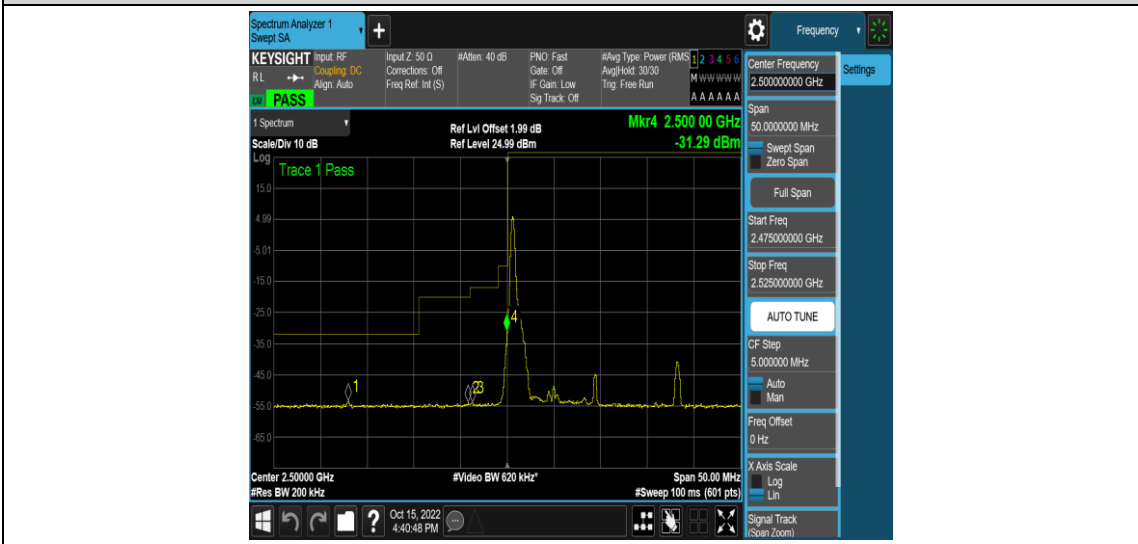 Spectrum Analyzer 1
Swept SA
+
Frequency
KEYSIGHT
RL
PASS
Input: RF
Coupling: DC
Align: Auto
Input Z: 50 Ω
Corrections: Off
Freq Ref: Int (S)
#Atten: 40 dB
PNO: Fast
Gate: Off
IF Gain: Low
Sig Track: Off
#Avg Type: Power (RMS
Avg|Hold: 30/30
Trig: Free Run
1 2 3 4 5 6
M W W W W W
A A A A A A
1 Spectrum
Scale/Div 10 dB
Ref Lvl Offset 1.99 dB
Ref Level 24.99 dBm
Mkr4 2.500 00 GHz
-31.29 dBm
Log
Trace 1 Pass
15.0
4.99
-5.01
-15.0
-25.0
-35.0
-45.0
-55.0
-65.0
4
1
2
3
Center 2.50000 GHz
#Res BW 200 kHz
#Video BW 620 kHz*
Span 50.00 MHz
#Sweep 100 ms (601 pts)
Center Frequency
2.500000000 GHz
Settings
Span
50.0000000 MHz
Swept Span
Zero Span
Full Span
Start Freq
2.475000000 GHz
Stop Freq
2.525000000 GHz
AUTO TUNE
CF Step
5.000000 MHz
Auto
Man
Freq Offset
0 Hz
X Axis Scale
Log
Lin
Signal Track
(Span Zoom)
?
Oct 15, 2022
4:40:48 PM